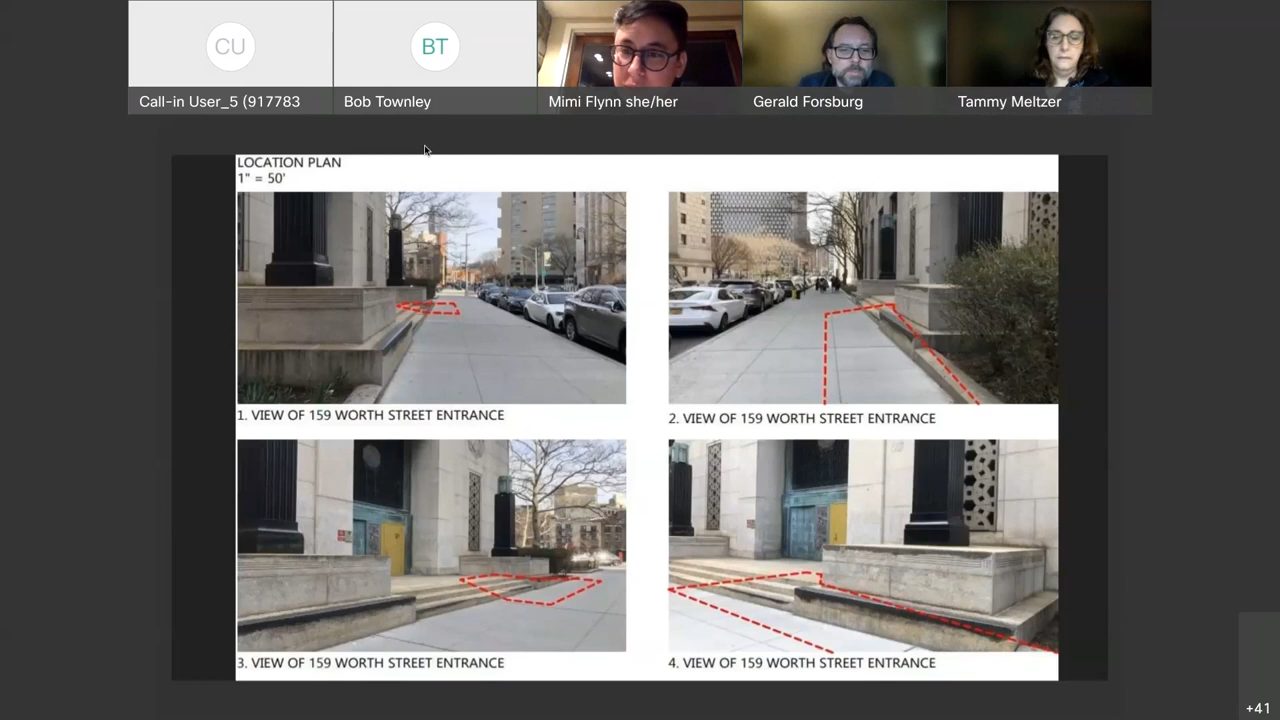 CU
BT
Call-in User_5 (917783
Bob Townley
Mimi Flynn she/her
Gerald Forsburg
Tammy Meltzer
LOCATION PLAN
1" = 50'
1. VIEW OF 159 WORTH STREET ENTRANCE
2. VIEW OF 159 WORTH STREET ENTRANCE
3. VIEW OF 159 WORTH STREET ENTRANCE
4. VIEW OF 159 WORTH STREET ENTRANCE
+41